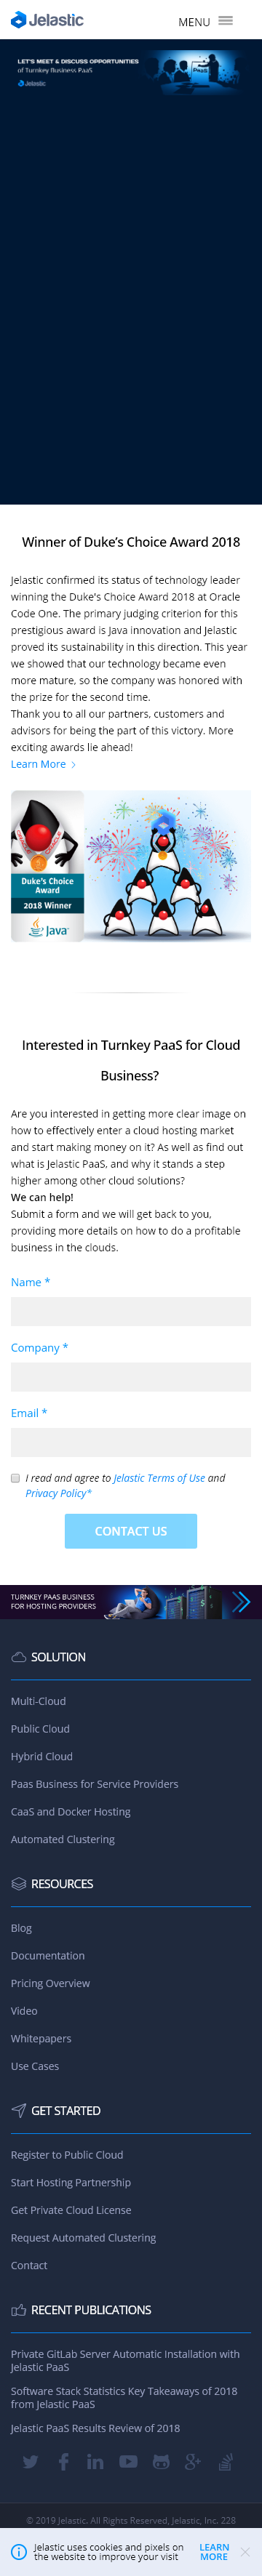 Jelastic
MENU
LET'S MEET & DISCUSS OPPORTUNITIES
of Turnkey Business PaaS
Jelastic
PaaS
Winner of Duke's Choice Award 2018
Jelastic confirmed its status of technology leader
winning the Duke's Choice Award 2018 at Oracle
Code One. The primary judging criterion for this
prestigious award is Java innovation and Jelastic
proved its sustainability in this direction. This year
we showed that our technology became even
more mature, so the company was honored with
the prize for the second time.
Thank you to all our partners, customers and
advisors for being the part of this victory. More
exciting awards lie ahead!
Learn More >
Duke's Choice
Award
2018 Winner
Java
Interested in Turnkey PaaS for Cloud
Business?
Are you interested in getting more clear image on
how to effectively enter a cloud hosting market
and start making money on it? As well as find out
what is Jelastic PaaS, and why it stands a step
higher among other cloud solutions?
We can help!
Submit a form and we will get back to you,
providing more details on how to do a profitable
business in the clouds.
Name *
Company *
Email *
I read and agree to Jelastic Terms of Use and
Privacy Policy*
CONTACT US
TURNKEY PAAS BUSINESS
FOR HOSTING PROVIDERS
SOLUTION
Multi-Cloud
Public Cloud
Hybrid Cloud
Paas Business for Service Providers
CaaS and Docker Hosting
Automated Clustering
RESOURCES
Blog
Documentation
Pricing Overview
Video
Whitepapers
Use Cases
GET STARTED
Register to Public Cloud
Start Hosting Partnership
Get Private Cloud License
Request Automated Clustering
Contact
RECENT PUBLICATIONS
Private GitLab Server Automatic Installation with
Jelastic PaaS
Software Stack Statistics Key Takeaways of 2018
from Jelastic PaaS
Jelastic PaaS Results Review of 2018
© 2019 Jelastic. All Rights Reserved, Jelastic, Inc. 228
Jelastic uses cookies and pixels on
the website to improve your visit
LEARN
MORE